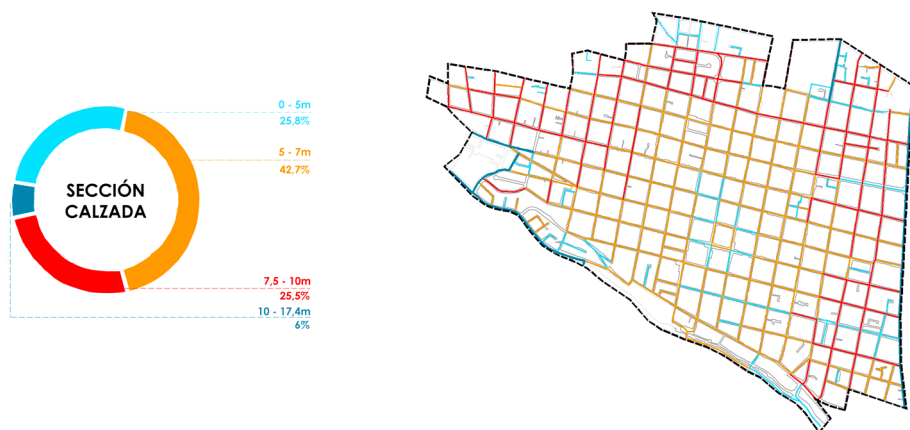 0 - 5m
25,8%
5 - 7m
42,7%
SECCIÓN
CALZADA
7,5 - 10m
25,5%
10 - 17,4m
6%